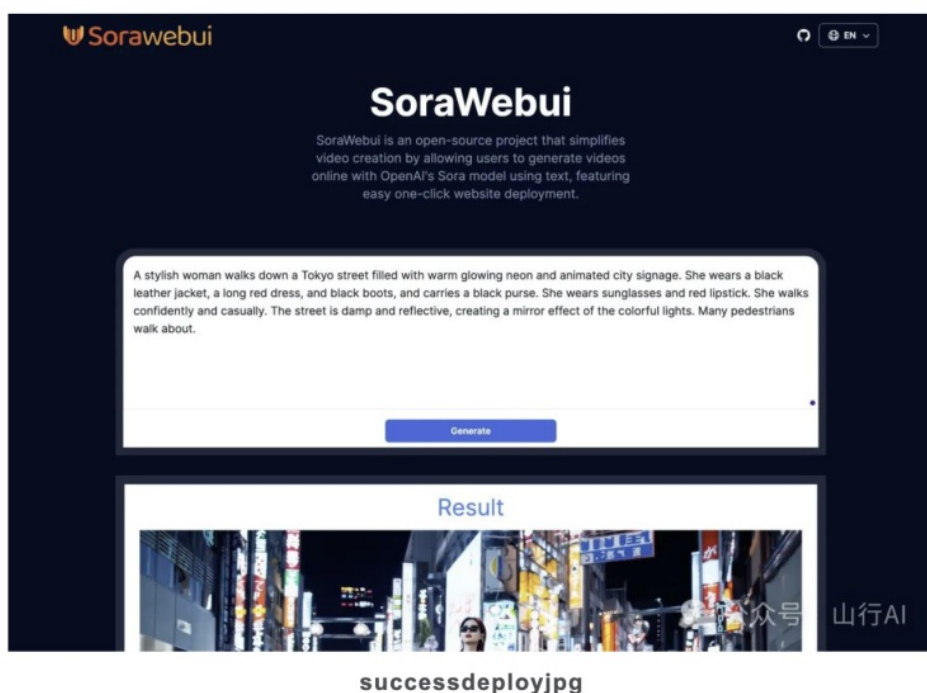 Sorawebui
EN
SoraWebui
SoraWebui is an open-source project that simplifies
video creation by allowing users to generate videos
online with OpenAI's Sora model using text, featuring
easy one-click website deployment.
A stylish woman walks down a Tokyo street filled with warm glowing neon and animated city signage. She wears a black
leather jacket, a long red dress, and black boots, and carries a black purse. She wears sunglasses and red lipstick. She walks
confidently and casually. The street is damp and reflective, creating a mirror effect of the colorful lights. Many pedestrians
walk about.
Generate
Result
公众号 山行AI
successdeployjpg